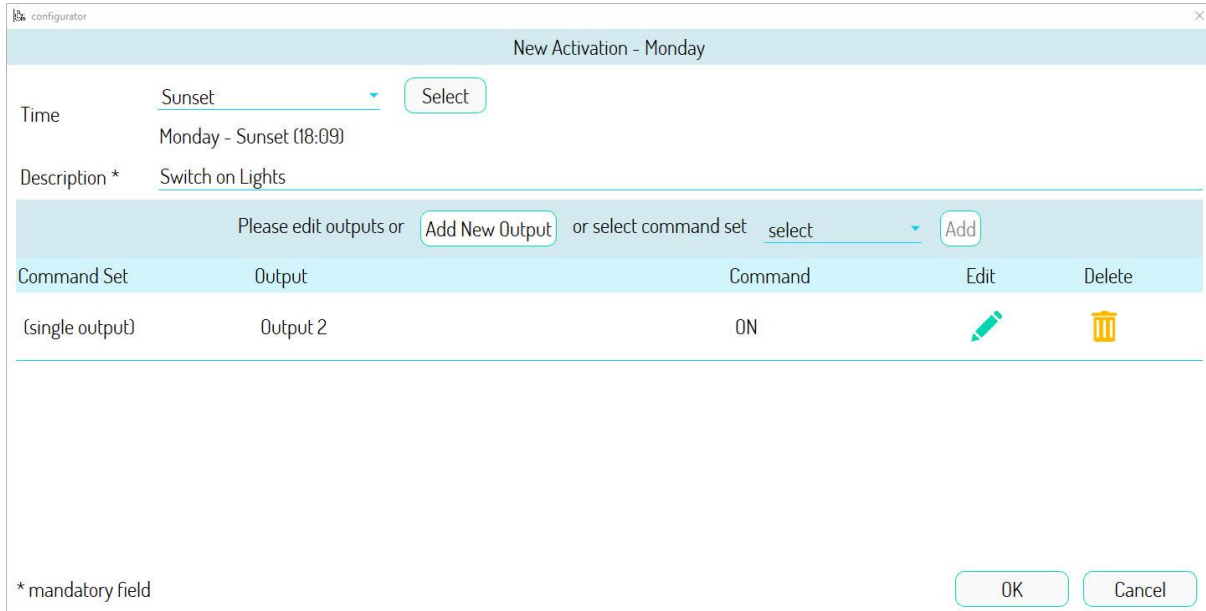 configurator
New Activation - Monday
Time
Sunset
Select
Monday - Sunset (18:09)
Description *
Switch on Lights
Please edit outputs or Add New Output or select command set select Add
Command Set Output Command Edit Delete
(single output) Output 2 ON
* mandatory field
OK Cancel